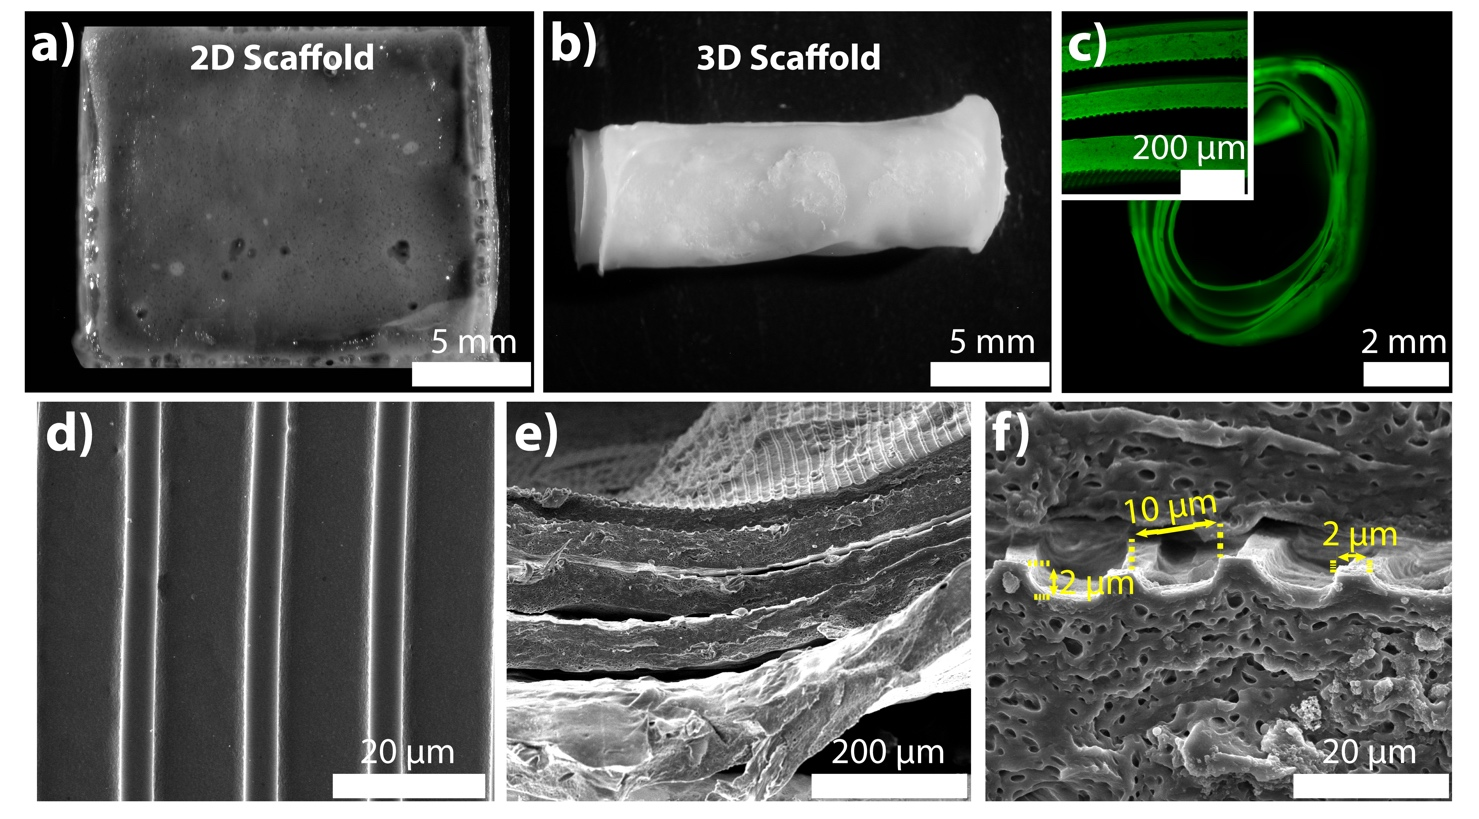 a)
2D Scaffold
5 mm
b)
3D Scaffold
5 mm
c)
200 µm
2 mm
d)
20 µm
e)
200 µm
f)
10 µm
2 µm
2 µm
20 µm